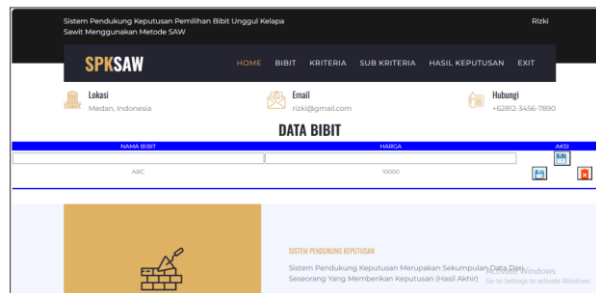 Sistem Pendukung Keputusan Pemilihan Bibit Unggul Kelapa
Sawit Menggunakan Metode SAW
Rizki
SPKSAW
HOME BIBIT KRITERIA SUB KRITERIA HASIL KEPUTUSAN EXIT
Lokasi
Medan, Indonesia
Email
rizki@gmail.com
Hubungi
+62812-3456-7890
DATA BIBIT
NAMA BIBIT HARGA AKSI
ABC 10000
SISTEM PENDUKUNG KEPUTUSAN
Sistem Pendukung Keputusan Merupakan Sekumpulan Data Dari
Seseorang Yang Memberikan Keputusan (Hasil Akhir)
Activate Windows
Go to Settings to activate Windows.